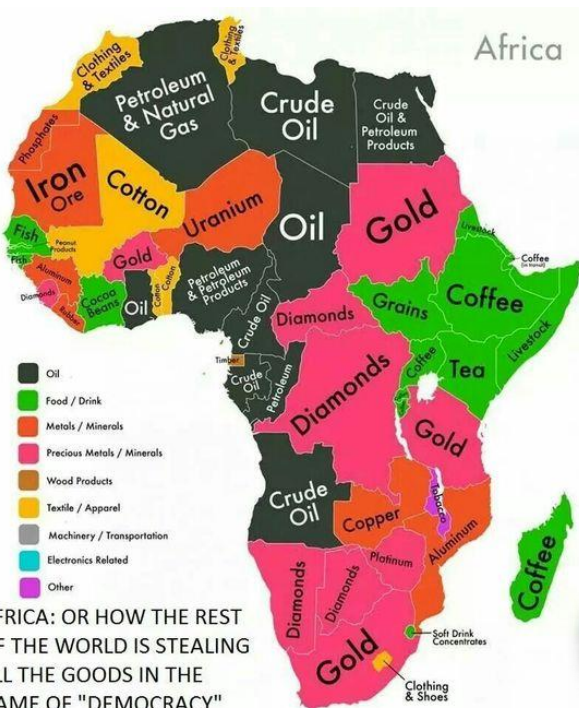 Africa
Clothing
& Textiles
Clothing
& Textiles
Petroleum
& Natural
Gas
Crude
Oil
Crude
Oil &
Petroleum
Products
Phosphates
Iron
Ore
Cotton
Uranium
Oil
Gold
Livestock
Coffee
(in transit)
Fish
Fish
Peanut
Products
Gold
Aluminum
Diamonds
Rubber
Cocoa
Beans
Oil
Cotton
Cotton
Petroleum
& Petroleum
Products
Crude Oil
Diamonds
Grains
Coffee
Livestock
Timber
Crude
Oil
Petroleum
Diamonds
Coffee
Tea
Gold
Crude
Oil
Copper
Tobacco
Aluminum
Platinum
Diamonds
Diamonds
Coffee
Gold
Soft Drink
Concentrates
Clothing
& Shoes
Oil
Food / Drink
Metals / Minerals
Precious Metals / Minerals
Wood Products
Textile / Apparel
Machinery / Transportation
Electronics Related
Other
FRICA: OR HOW THE REST
F THE WORLD IS STEALING
LL THE GOODS IN THE
AME OF "DEMOCRACY"